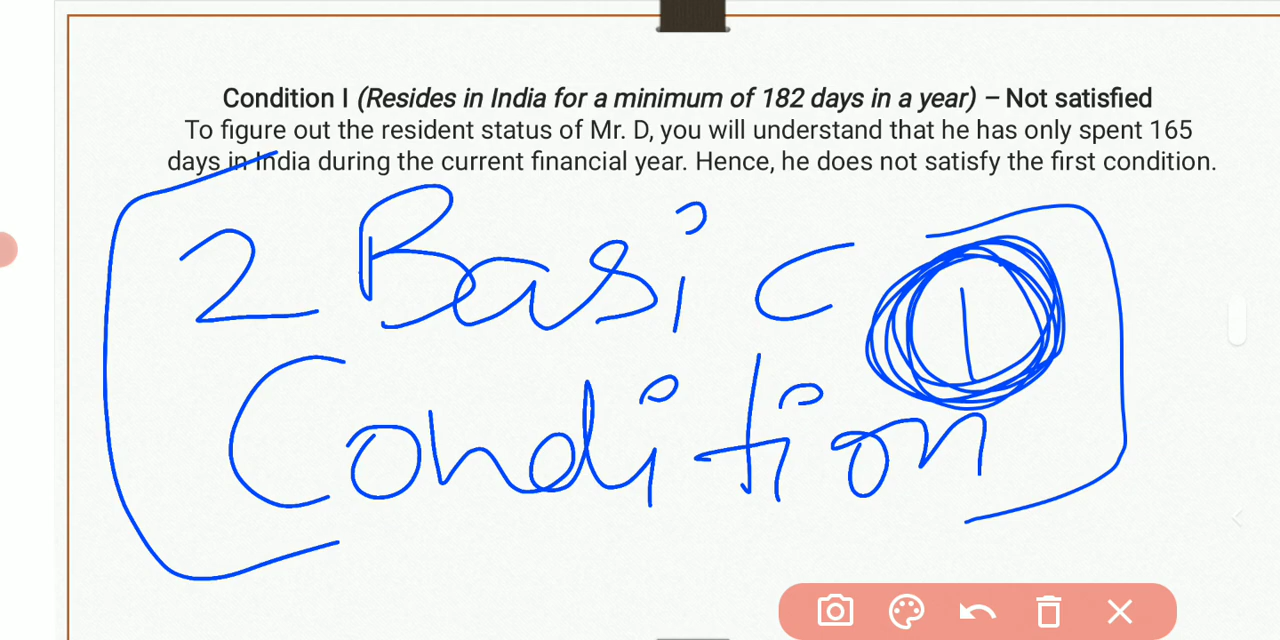 Condition I (Resides in India for a minimum of 182 days in a year) – Not satisfied
To figure out the resident status of Mr. D, you will understand that he has only spent 165
days in India during the current financial year. Hence, he does not satisfy the first condition.
2 Basic 1
Condition